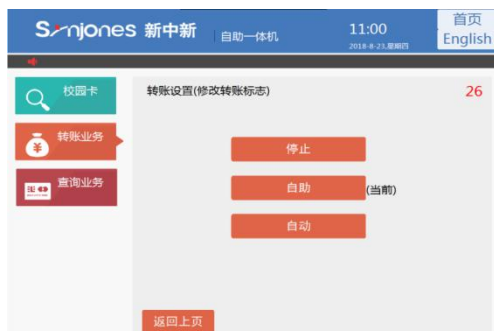 Synjones 新中新 自助一体机
11:00
2018-8-23,星期四
首页
English
校园卡
转账业务
查询业务
转账设置(修改转账标志)
26
停止
自助 (当前)
自动
返回上页